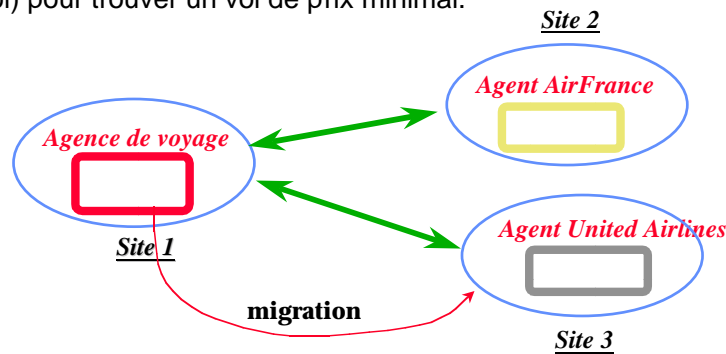 pour trouver un vol de prix minimal.
Site 2
Agent AirFrance
Agence de voyage
Site 1
Agent United Airlines
migration
Site 3